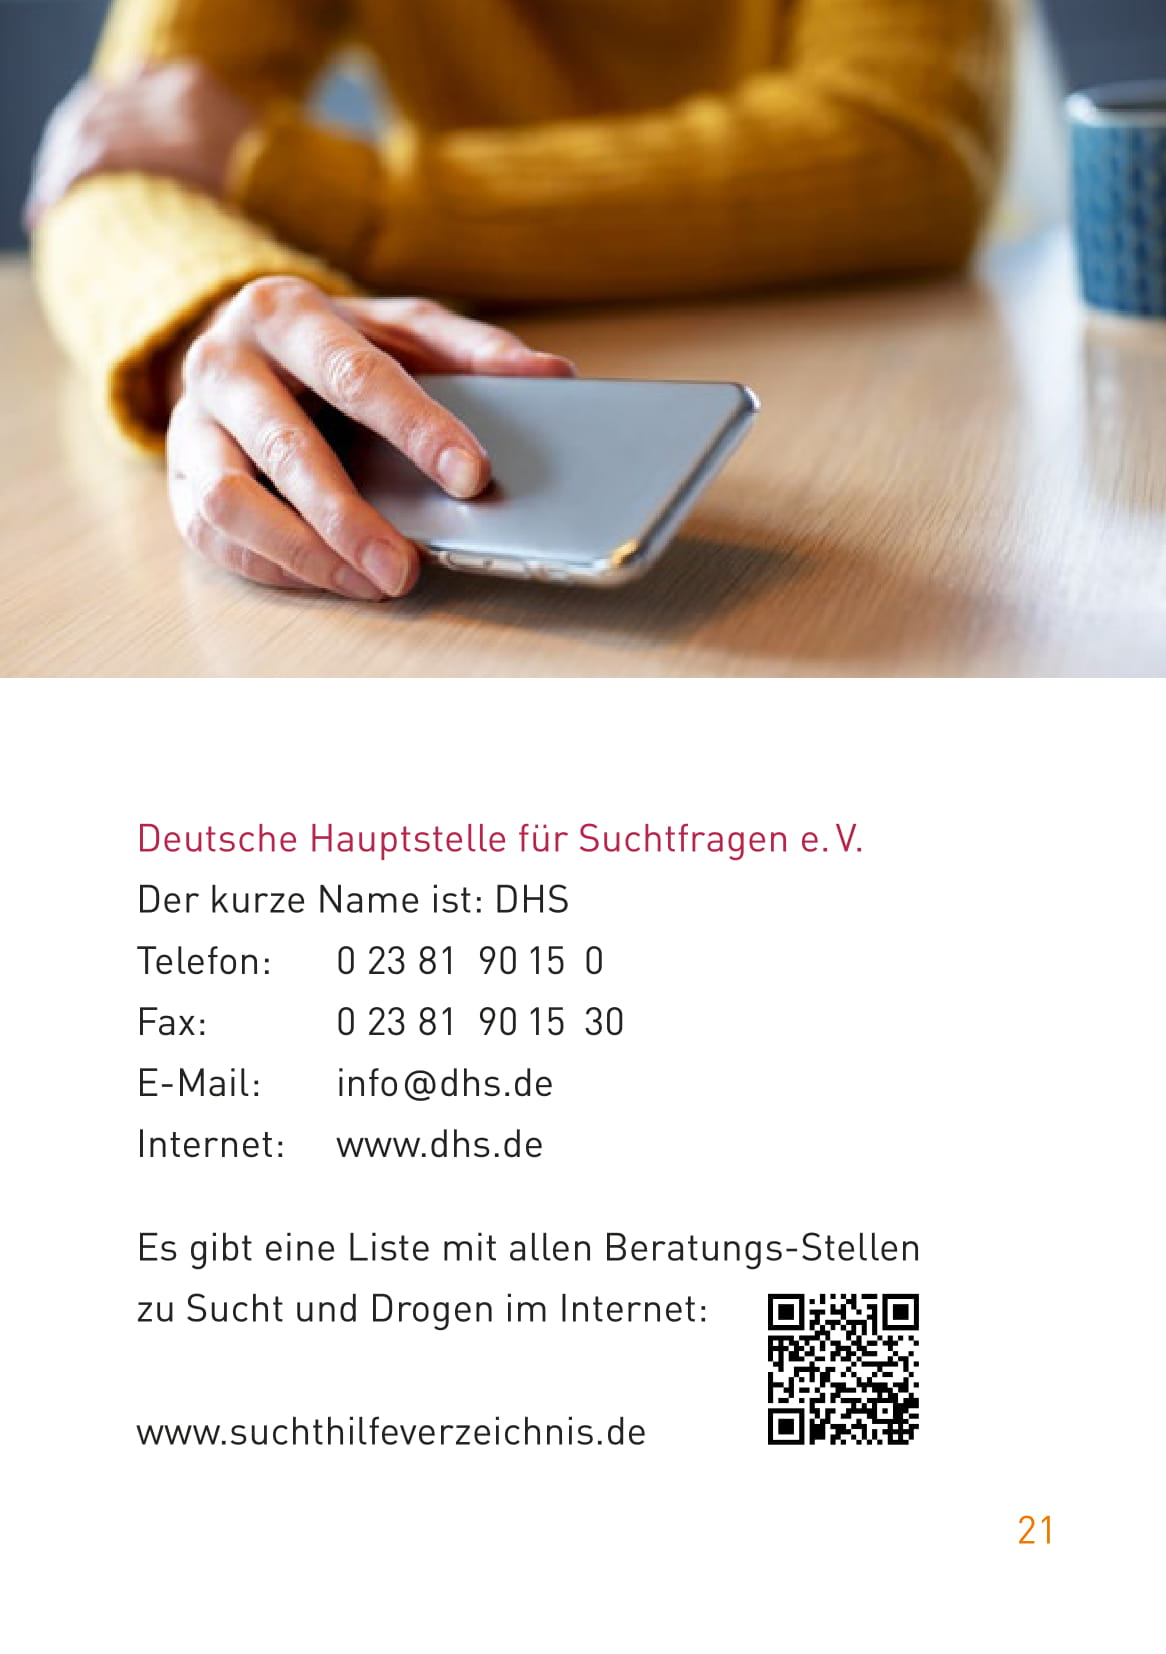 Deutsche Hauptstelle für Suchtfragen e. V.
Der kurze Name ist: DHS
Telefon: 0 23 81 90 15 0
Fax: 0 23 81 90 15 30
E-Mail: info@dhs.de
Internet: www.dhs.de
Es gibt eine Liste mit allen Beratungs-Stellen
zu Sucht und Drogen im Internet:
www.suchthilfeverzeichnis.de
21